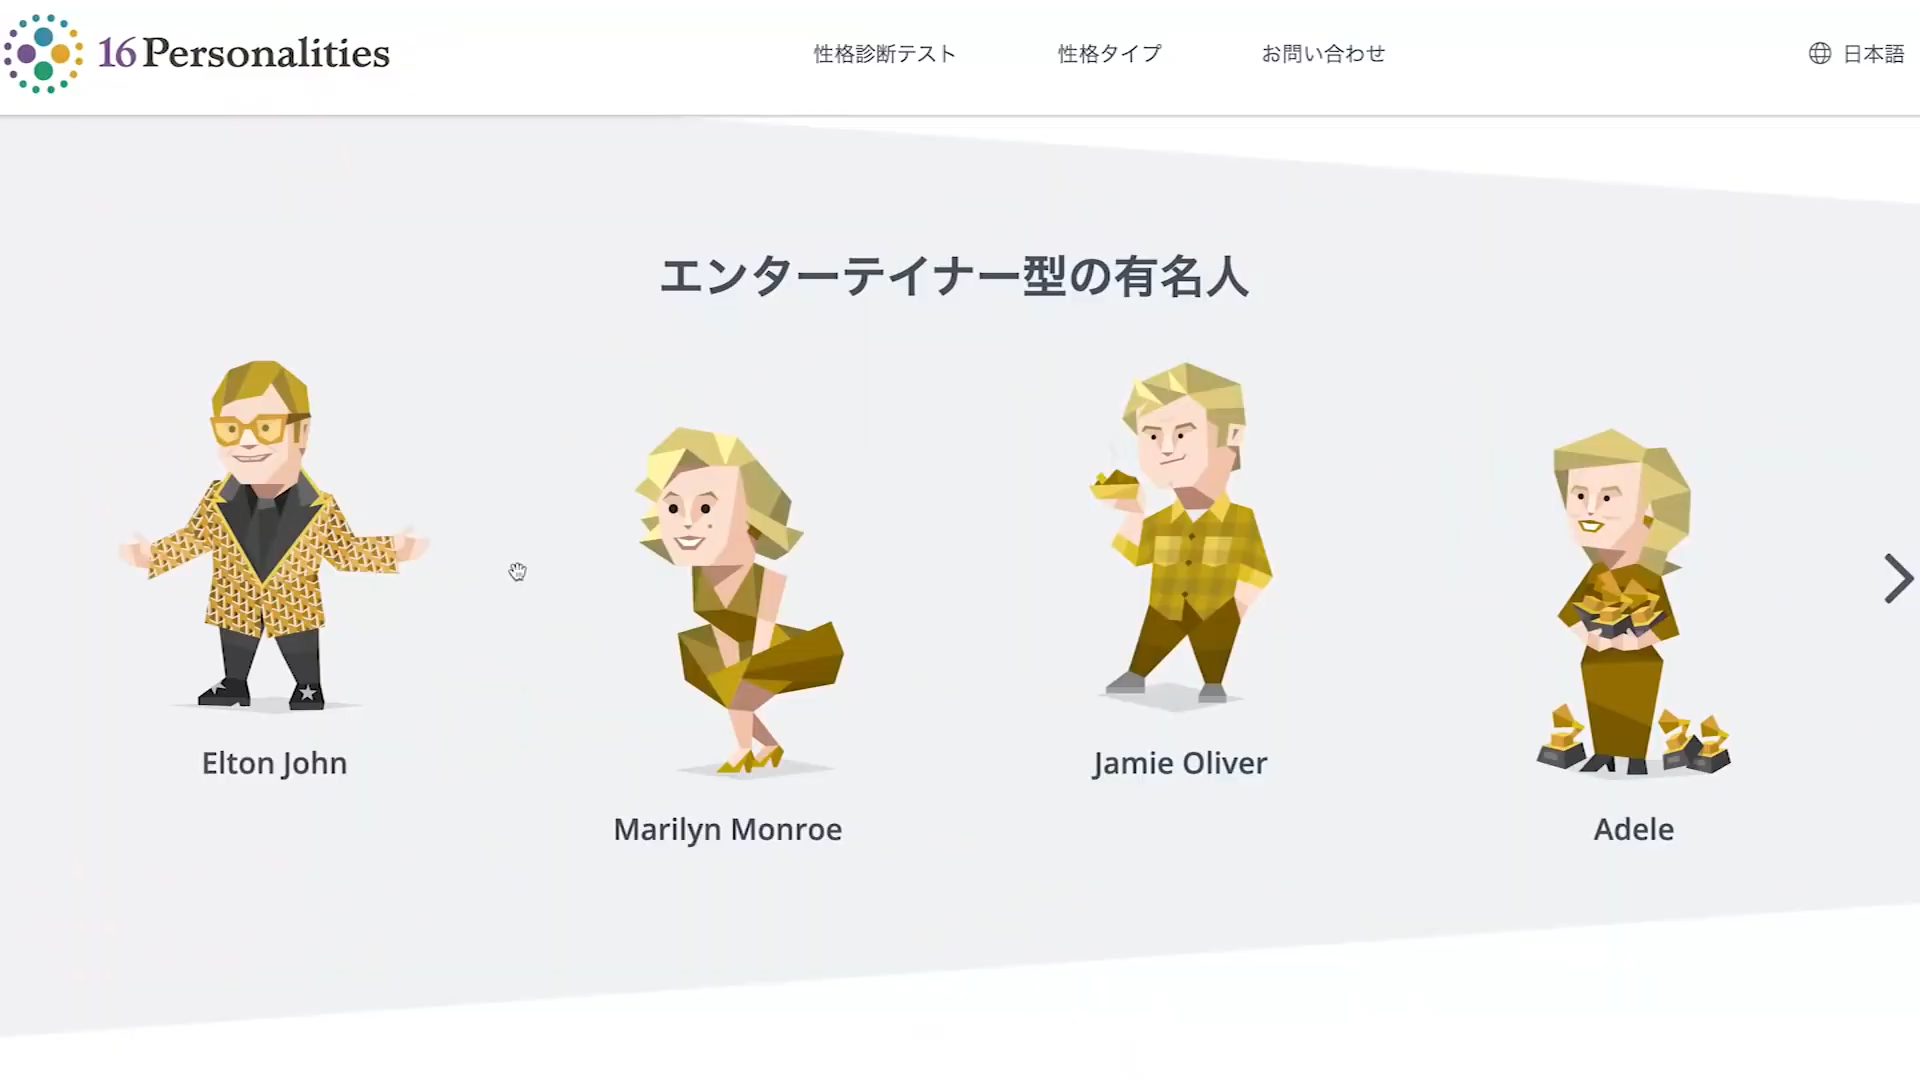 16Personalities
性格診断テスト
性格タイプ
お問い合わせ
日本語
エンターテイナー型の有名人
Elton John
Marilyn Monroe
Jamie Oliver
Adele